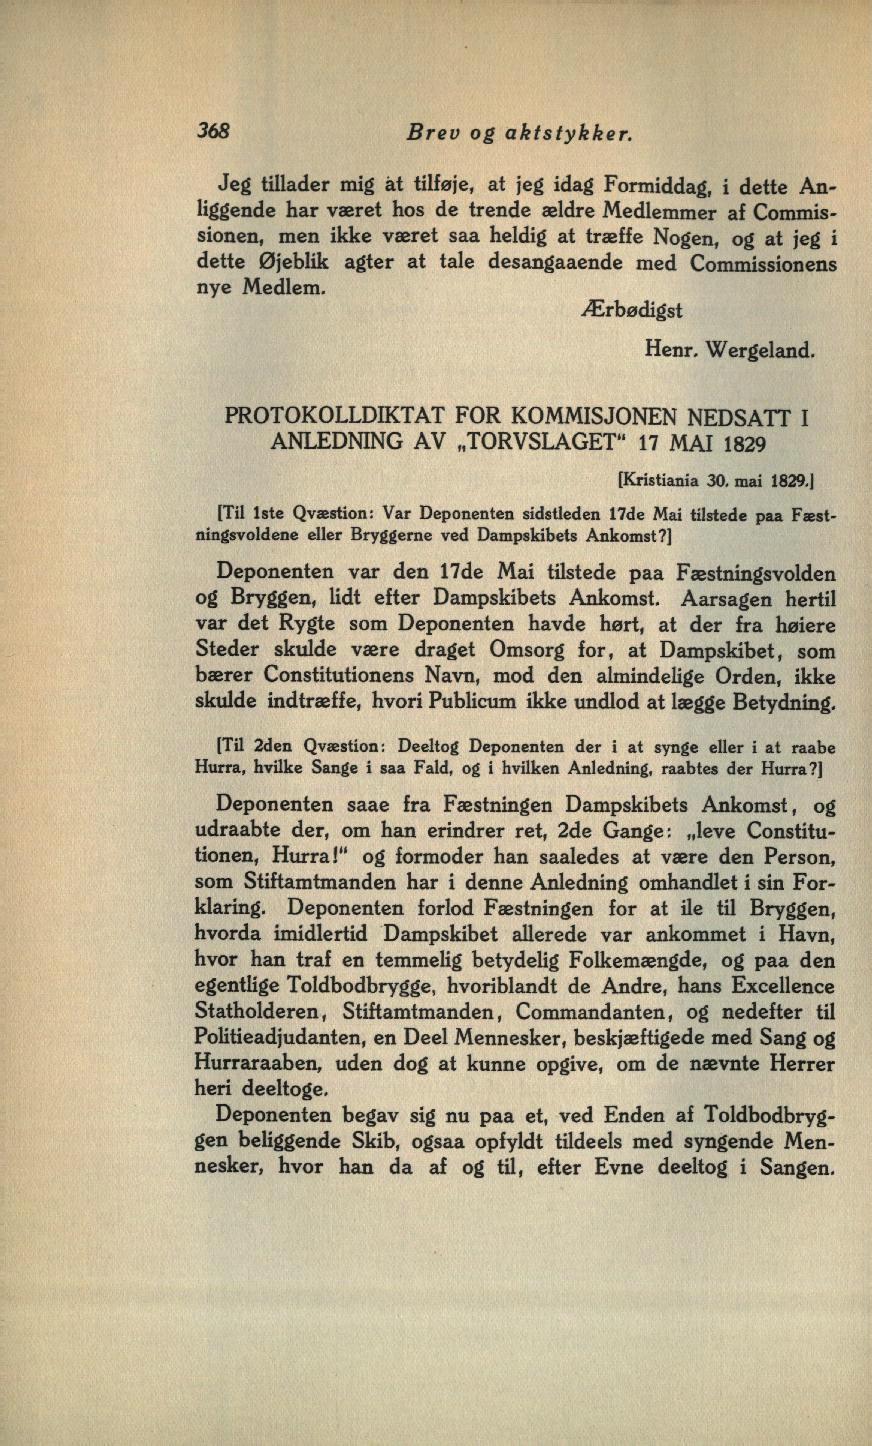 368 Brev og aktstykker.
Jeg tillader mig at tilføje, at jeg idag Formiddag, i dette An-
liggende har været hos de trende ældre Medlemmer af Commis-
sionen, men ikke været saa heldig at træffe Nogen, og at jeg i
dette Øjeblik agter at tale desangaaende med Commissionens
nye Medlem.
Ærbødigst
Henr. Wergeland.
PROTOKOLLDIKTAT FOR KOMMISJONEN NEDSATT I
ANLEDNING AV „TORVSLAGET“ 17 MAI 1829
[Kristiania 30. mai 1829.]
[Til 1ste Qvæstion: Var Deponenten sidstleden 17de Mai tilstede paa Fæst-
ningsvoldene eller Bryggerne ved Dampskibets Ankomst?]
Deponenten var den 17de Mai tilstede paa Fæstningsvolden
og Bryggen, lidt efter Dampskibets Ankomst. Aarsagen hertil
var det Rygte som Deponenten havde hørt, at der fra høiere
Steder skulde være draget Omsorg for, at Dampskibet, som
bærer Constitutionens Navn, mod den almindelige Orden, ikke
skulde indtræffe, hvori Publicum ikke undlod at lægge Betydning.
[Til 2den Qvæstion: Deeltog Deponenten der i at synge eller i at raabe
Hurra, hvilke Sange i saa Fald, og i hvilken Anledning, raabtes der Hurra?]
Deponenten saae fra Fæstningen Dampskibets Ankomst, og
udraabte der, om han erindrer ret, 2de Gange: „leve Constitu-
tionen, Hurra!“ og formoder han saaledes at være den Person,
som Stiftamtmanden har i denne Anledning omhandlet i sin For-
klaring. Deponenten forlod Fæstningen for at ile til Bryggen,
hvorda imidlertid Dampskibet allerede var ankommet i Havn,
hvor han traf en temmelig betydelig Folkemængde, og paa den
egentlige Toldbodbrygge, hvoriblandt de Andre, hans Excellence
Statholderen, Stiftamtmanden, Commandanten, og nedefter til
Politieadjudanten, en Deel Mennesker, beskjæftigede med Sang og
Hurraraaben, uden dog at kunne opgive, om de nævnte Herrer
heri deeltoge.
Deponenten begav sig nu paa et, ved Enden af Toldbodbryg-
gen beliggende Skib, ogsaa opfyldt tildeels med syngende Men-
nesker, hvor han da af og til, efter Evne deeltog i Sangen.